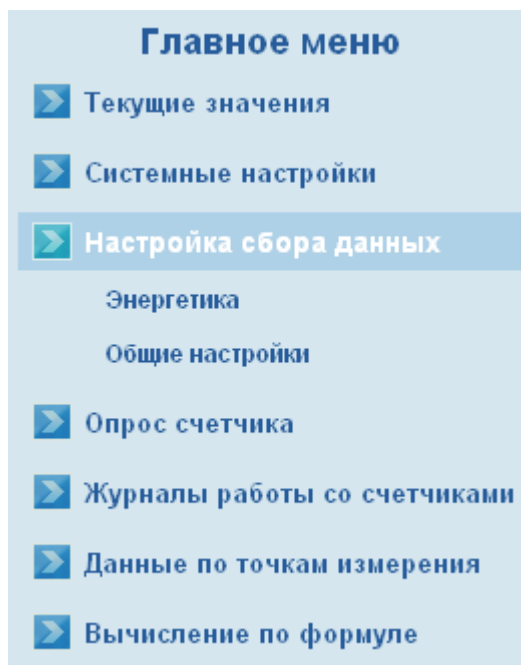 Главное меню
Текущие значения
Системные настройки
Настройка сбора данных
Энергетика
Общие настройки
Опрос счетчика
Журналы работы со счетчиками
Данные по точкам измерения
Вычисление по формуле